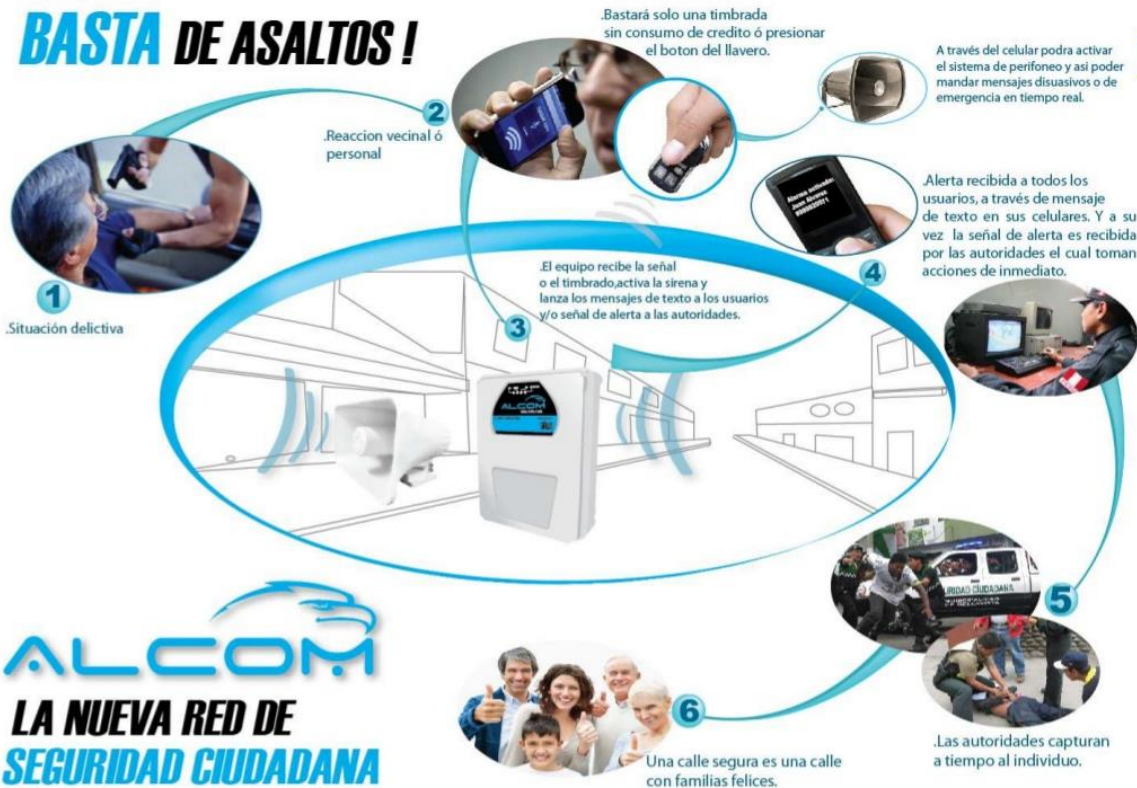 BASTA DE ASALTOS !
1
.Situación delictiva
2
.Reaccion vecinal ó
personal
.Bastará solo una timbrada
sin consumo de credito ó presionar
el boton del llavero.
A través del celular podra activar
el sistema de perifoneo y asi poder
mandar mensajes disuasivos o de
emergencia en tiempo real.
3
.El equipo recibe la señal
o el timbrado,activa la sirena y
lanza los mensajes de texto a los usuarios
y/o señal de alerta a las autoridades.
ALCOM
Alarma activada
Juan Alvarez
4
.Alerta recibida a todos los
usuarios, a través de mensaje
de texto en sus celulares. Y a su
vez la señal de alerta es recibida
por las autoridades el cual toman
acciones de inmediato.
5
CIUDADANA
.Las autoridades capturan
a tiempo al individuo.
6
Una calle segura es una calle
con familias felices.
ALCOM
LA NUEVA RED DE
SEGURIDAD CIUDADANA